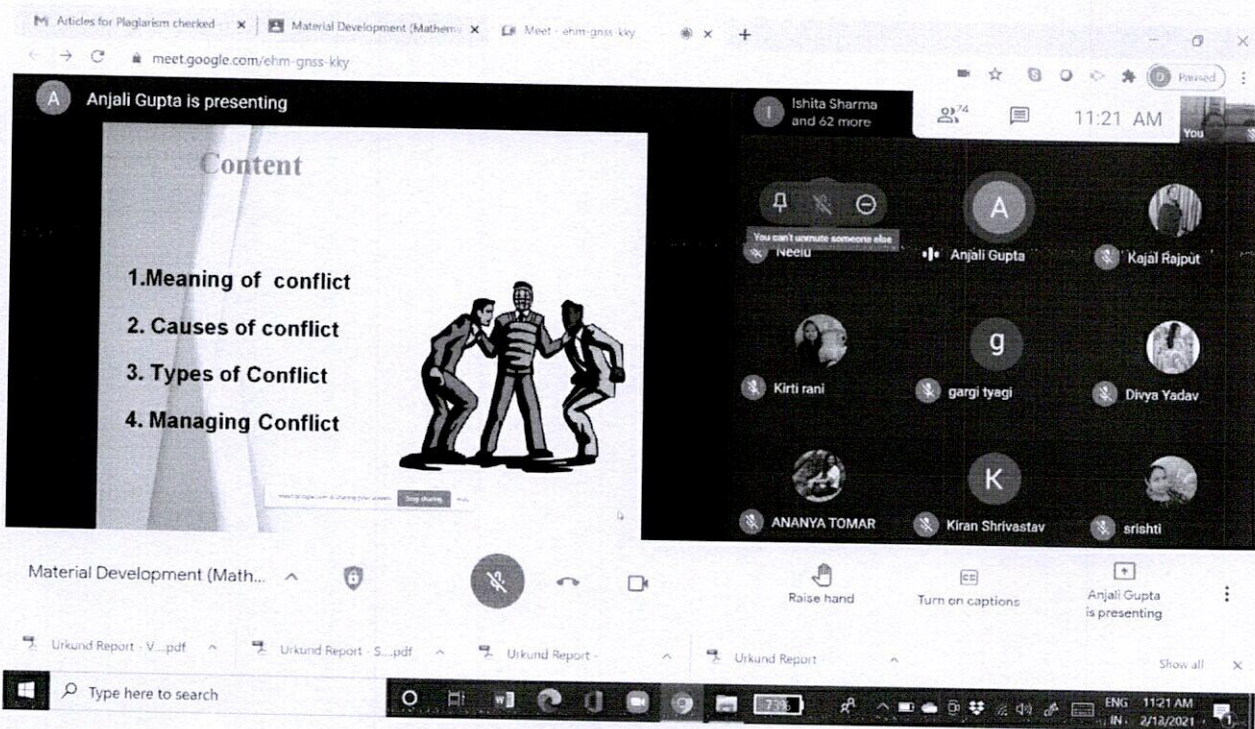 Articles for Plagiarism checked
Material Development (Mathem
Meet - ehm-gnss-kky
meet.google.com/ehm-gnss-kky
D Paused
A Anjali Gupta is presenting
I Ishita Sharma
and 62 more
74
11:21 AM
You
Content
1.Meaning of conflict
2. Causes of conflict
3. Types of Conflict
4. Managing Conflict
Stop sharing
You can't unmute someone else
Neelu
A
Anjali Gupta
Kajal Rajput
Kirti rani
g
gargi tyagi
Divya Yadav
ANANYA TOMAR
K
Kiran Shrivastav
srishti
Material Development (Math...
Raise hand
Turn on captions
Anjali Gupta
is presenting
Urkund Report - V....pdf
Urkund Report - S....pdf
Urkund Report -
Urkund Report
Show all
Type here to search
73%
ENG
IN
11:21 AM
2/18/2021
1